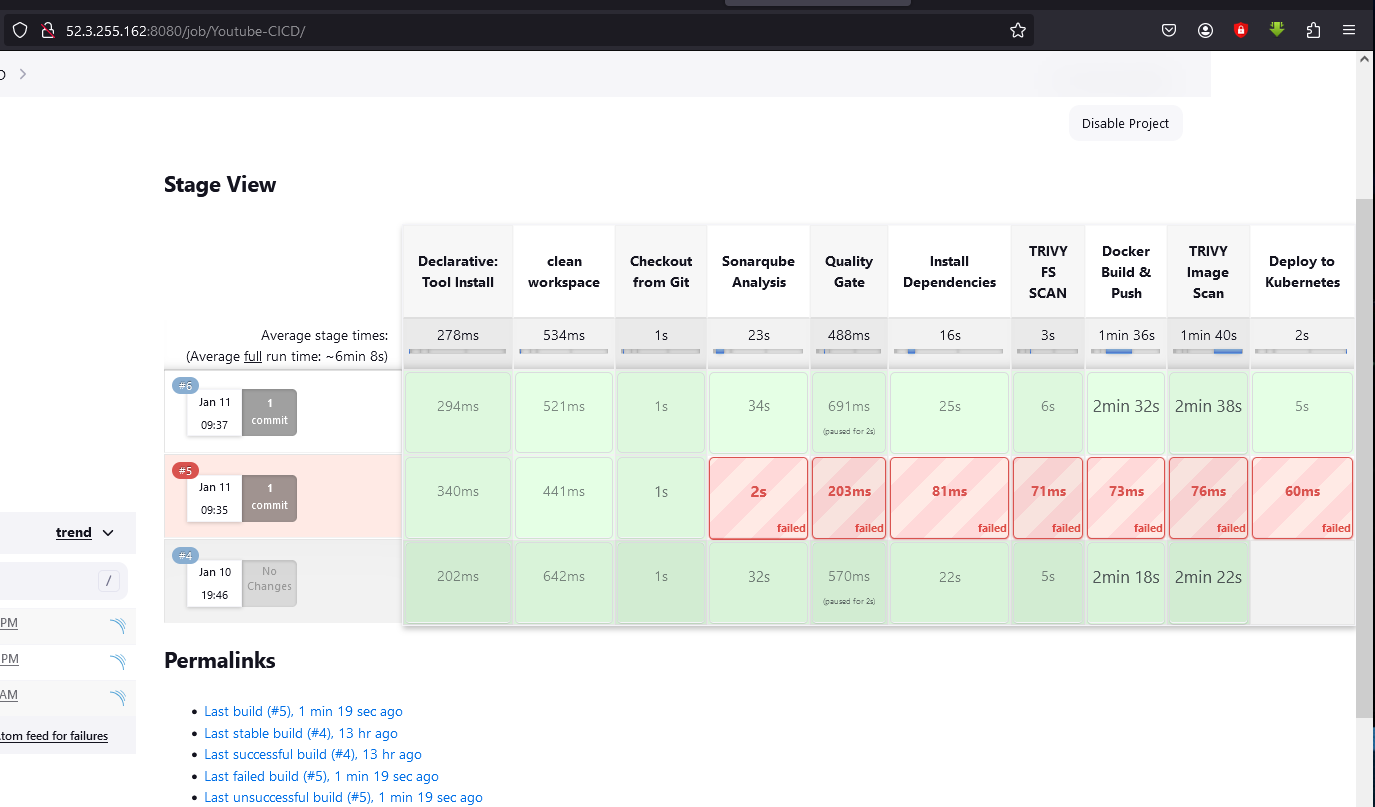 52.3.255.162:8080/job/Youtube-CICD/
Disable Project
Stage View
Declarative: Tool Install
clean workspace
Checkout from Git
Sonarqube Analysis
Quality Gate
Install Dependencies
TRIVY FS SCAN
Docker Build & Push
TRIVY Image Scan
Deploy to Kubernetes
Average stage times:
(Average full run time: ~6min 8s)
278ms 534ms 1s 23s 488ms 16s 3s 1min 36s 1min 40s 2s
#6
Jan 11
09:37
1
commit
294ms 521ms 1s 34s 691ms 25s 6s 2min 32s 2min 38s 5s
(paused for 2s)
#5
Jan 11
09:35
1
commit
340ms 441ms 1s 2s 203ms 81ms 71ms 73ms 76ms 60ms
failed failed failed failed failed failed failed
#4
Jan 10
19:46
No
Changes
202ms 642ms 1s 32s 570ms 22s 5s 2min 18s 2min 22s
(paused for 2s)
trend
/
PM
PM
AM
tom feed for failures
Permalinks
Last build (#5), 1 min 19 sec ago
Last stable build (#4), 13 hr ago
Last successful build (#4), 13 hr ago
Last failed build (#5), 1 min 19 sec ago
Last unsuccessful build (#5), 1 min 19 sec ago